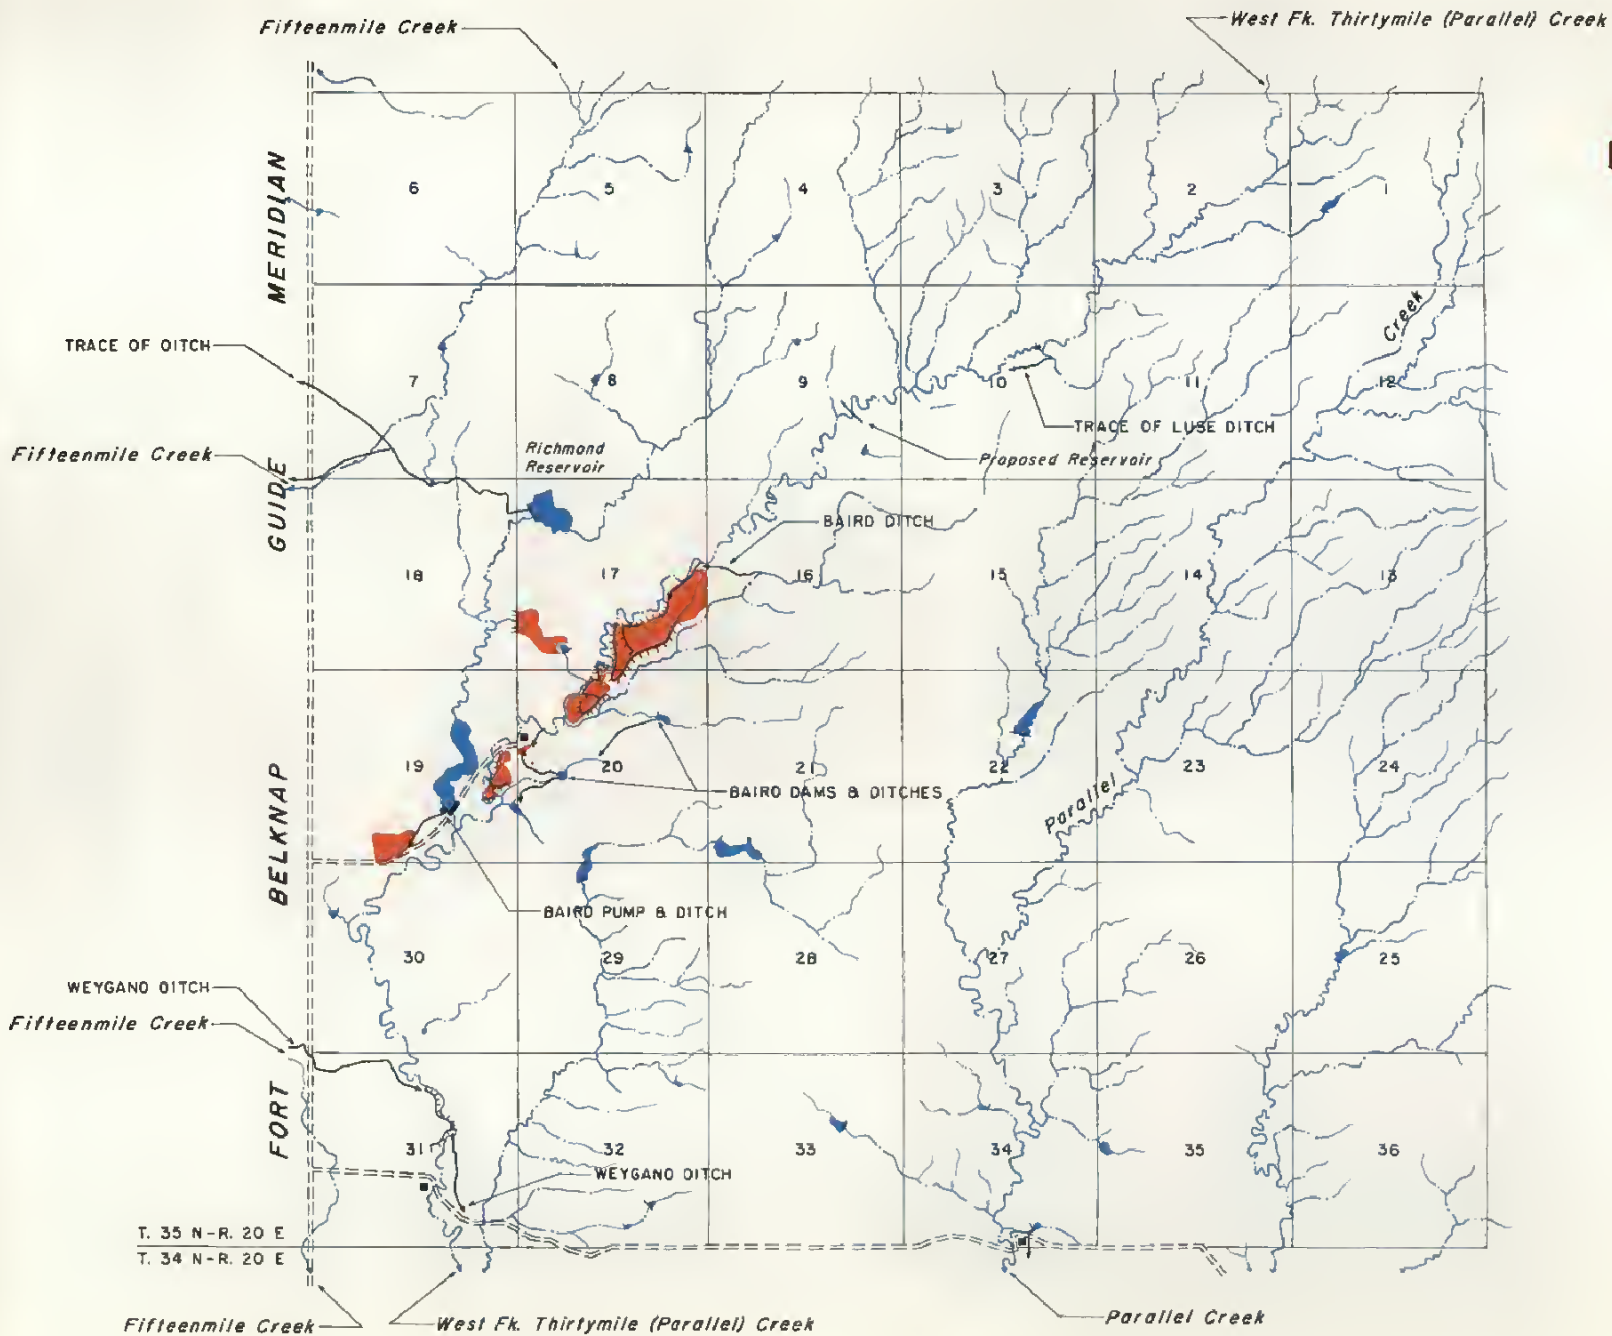 Fifteenmile Creek
West Fk. Thirtymile (Parallel) Creek
MERIDIAN
6
5
4
3
2
1
TRACE OF OITCH
7
8
9
10
11
12
Creek
TRACE OF LUSE DITCH
Fifteenmile Creek
Richmond
Reservoir
Proposed Reservoir
GUIDE
BAIRD DITCH
18
17
16
15
14
13
19
20
21
22
23
24
BAIRO DAMS & DITCHES
Parallel
BELKNAP
BAIRD PUMP & DITCH
30
29
28
27
26
25
WEYGANO OITCH
Fifteenmile Creek
FORT
31
32
33
34
35
36
WEYGANO OITCH
T. 35 N-R. 20 E
T. 34 N-R. 20 E
Fifteenmile Creek
West Fk. Thirtymile (Parallel) Creek
Parallel Creek